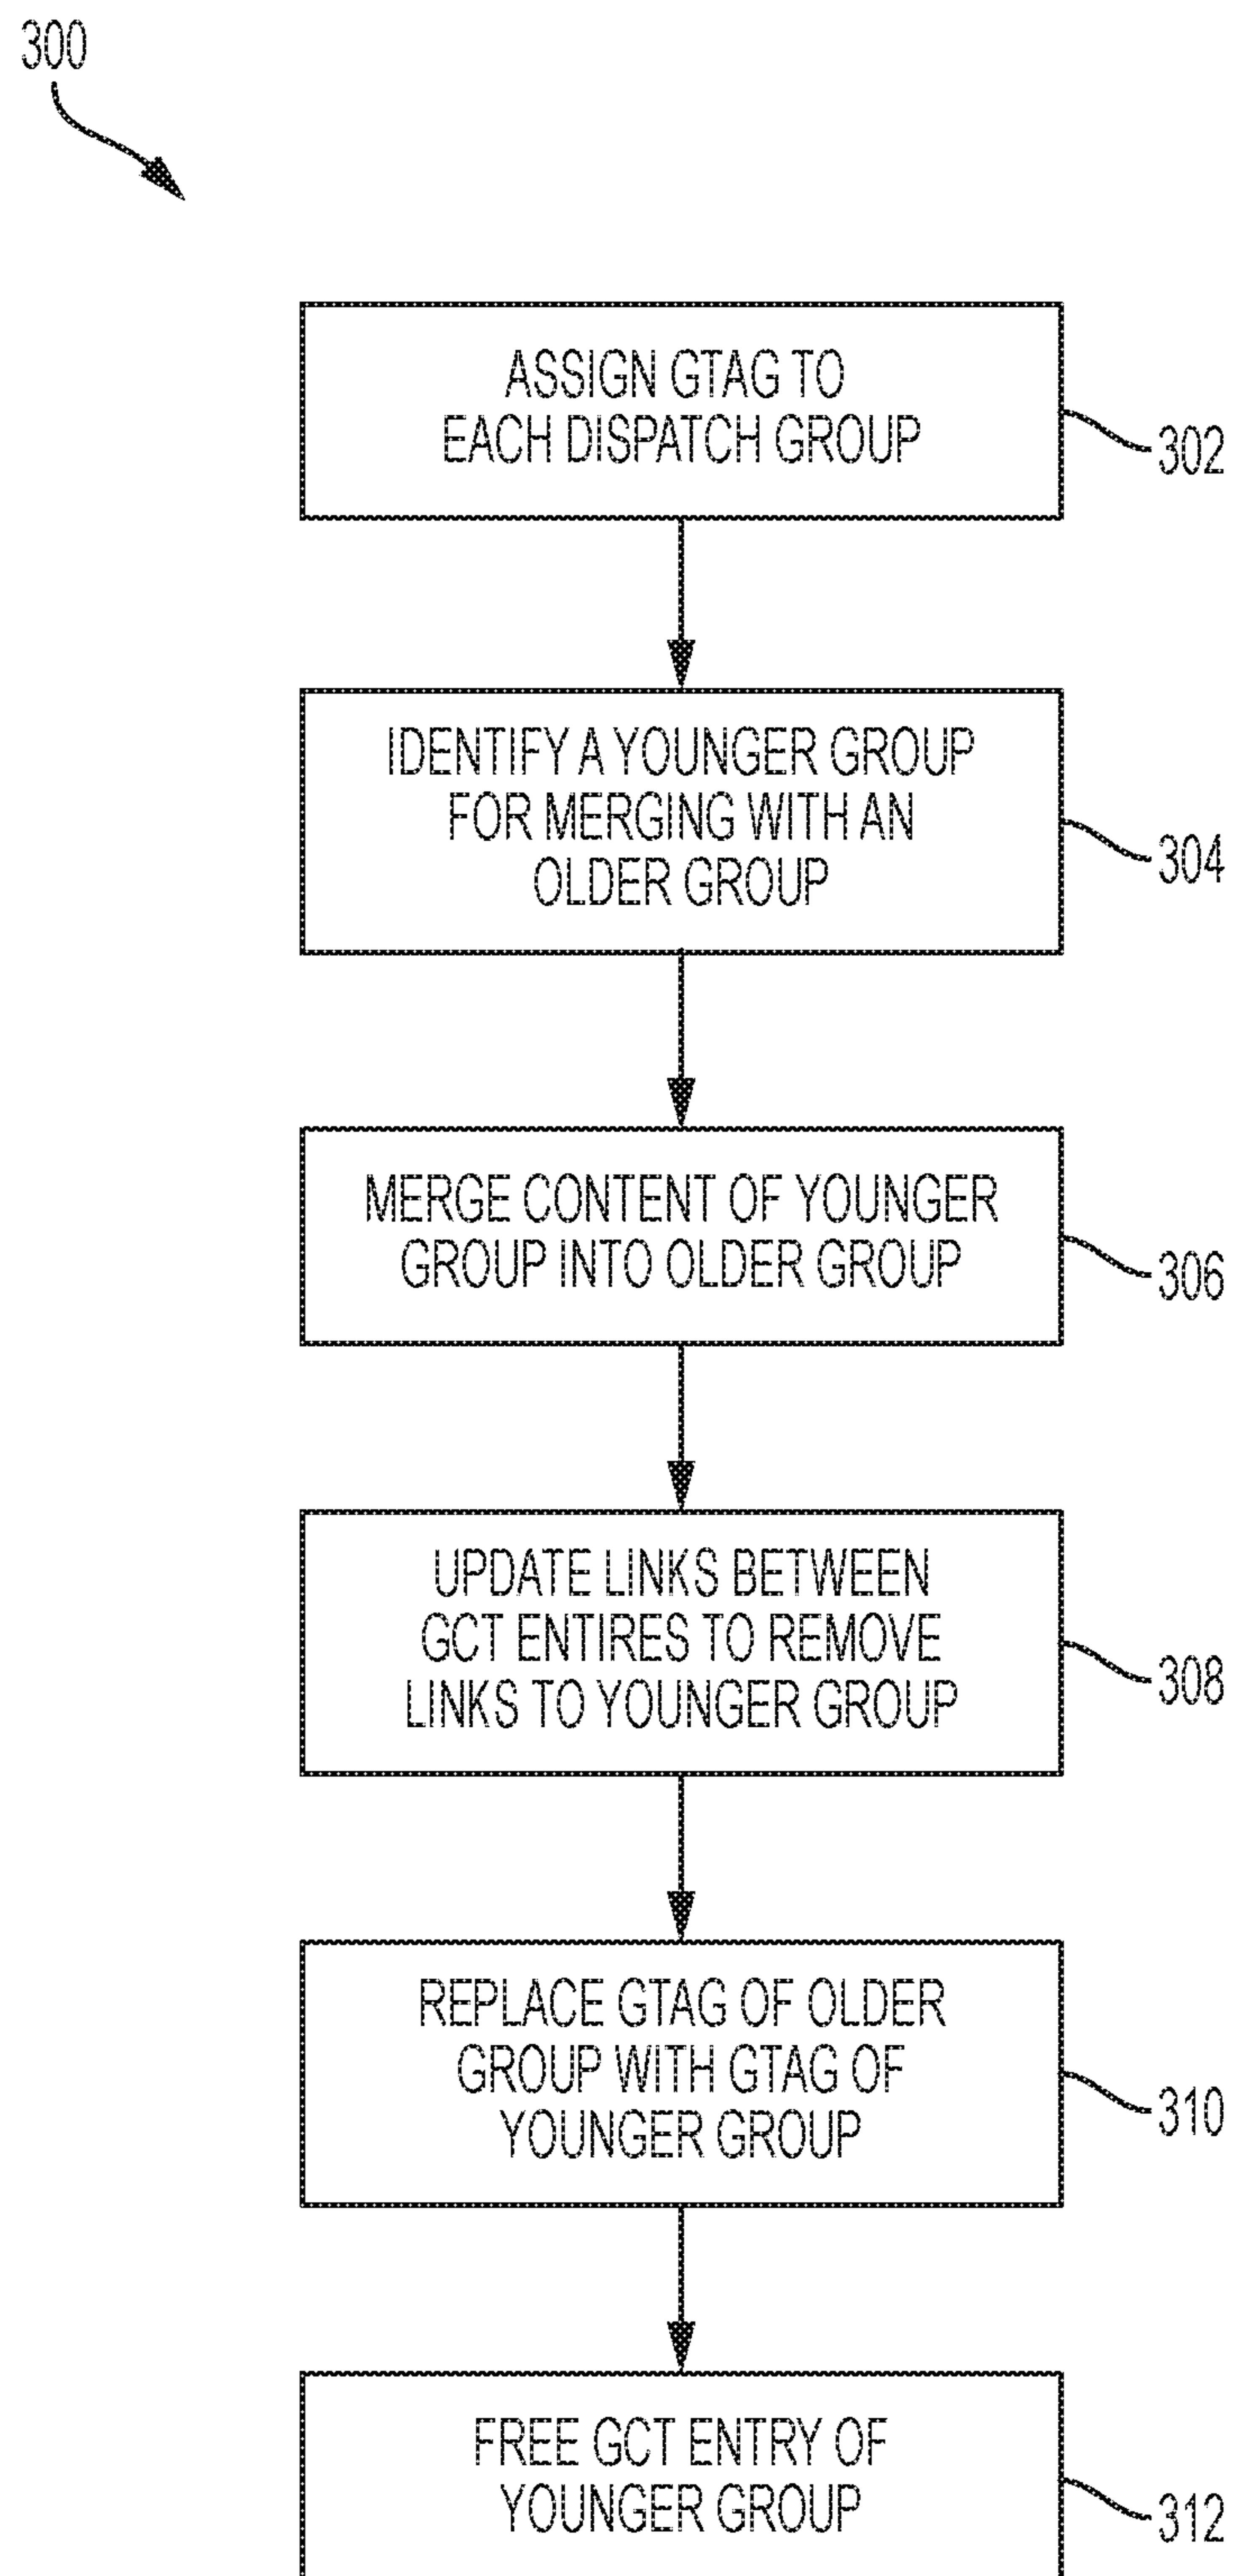 300
ASSIGN GTAG TO
EACH DISPATCH GROUP
302
IDENTIFY A YOUNGER GROUP
FOR MERGING WITH AN
OLDER GROUP
304
MERGE CONTENT OF YOUNGER
GROUP INTO OLDER GROUP
306
UPDATE LINKS BETWEEN
GCT ENTIRES TO REMOVE
LINKS TO YOUNGER GROUP
308
REPLACE GTAG OF OLDER
GROUP WITH GTAG OF
YOUNGER GROUP
310
FREE GCT ENTRY OF
YOUNGER GROUP
312